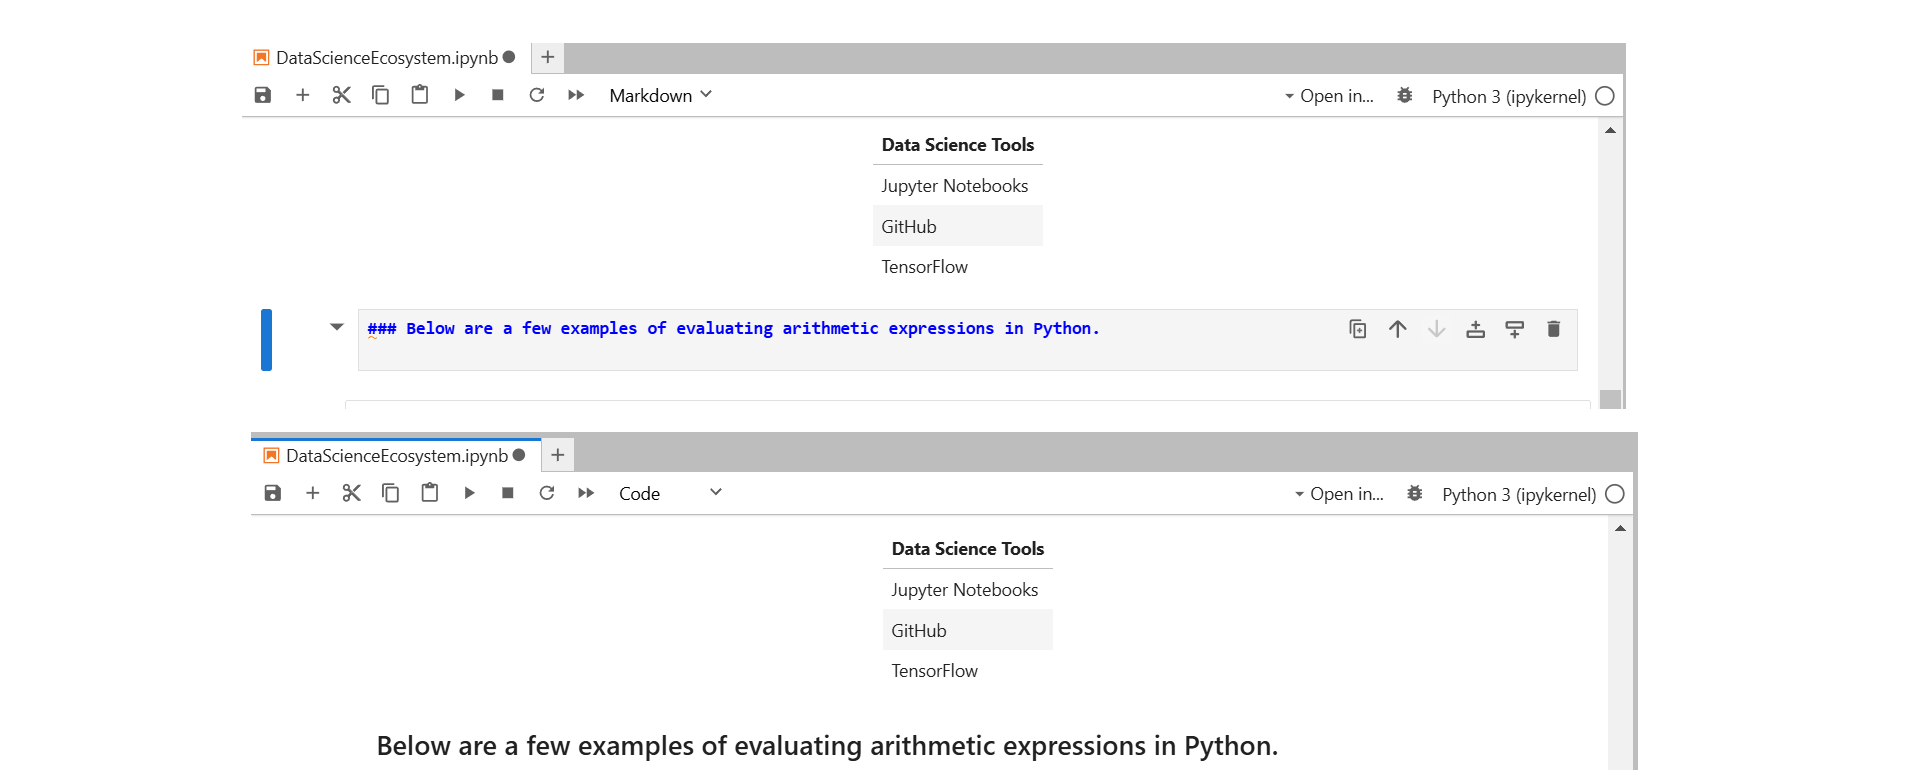 DataScienceEcosystem.ipynb
Markdown Open in... Python 3 (ipykernel)
Data Science Tools
Jupyter Notebooks
GitHub
TensorFlow
### Below are a few examples of evaluating arithmetic expressions in Python.
DataScienceEcosystem.ipynb
Code Open in... Python 3 (ipykernel)
Data Science Tools
Jupyter Notebooks
GitHub
TensorFlow
Below are a few examples of evaluating arithmetic expressions in Python.